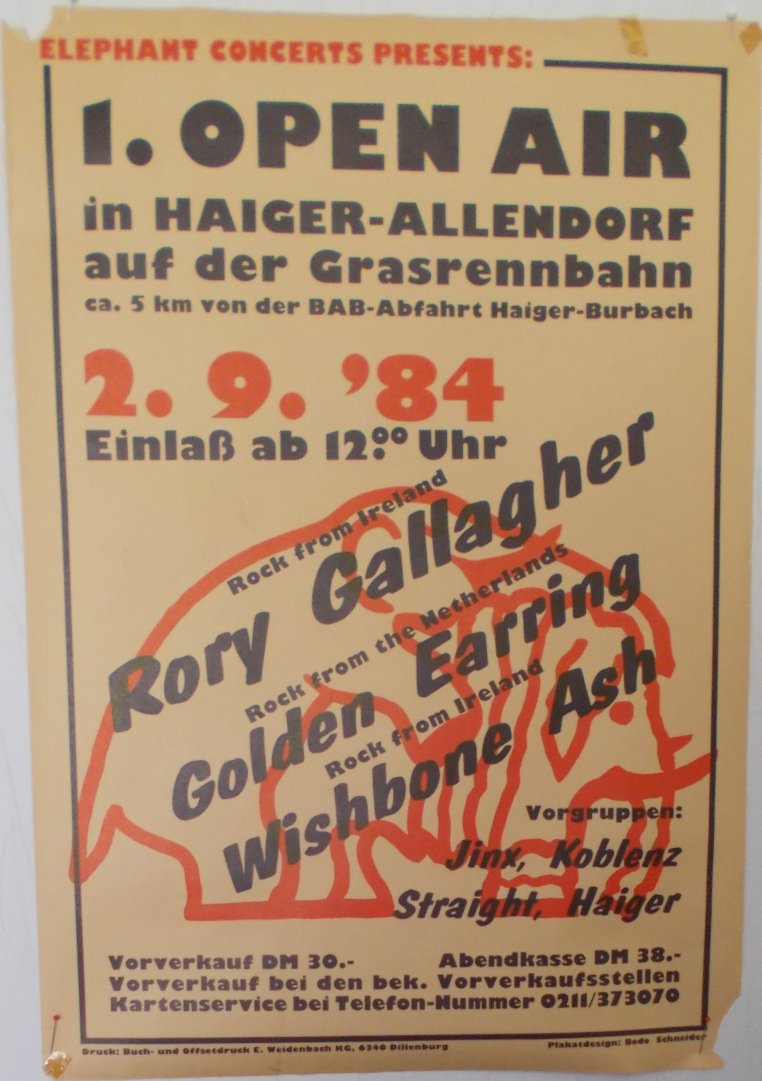 ELEPHANT CONCERTS PRESENTS:
1. OPEN AIR
in HAIGER-ALLENDORF
auf der Grasrennbahn
ca. 5 km von der BAB-Abfahrt Haiger-Burbach
2. 9. '84
Einlaß ab 12.00 Uhr
Rock from Ireland
Rory Gallagher
Rock from the Netherlands
Golden Earring
Rock from Ireland
Wishbone Ash
Vorgruppen:
Jinx, Koblenz
Straight, Haiger
Vorverkauf DM 30.- Abendkasse DM 38.-
Vorverkauf bei den bek. Vorverkaufsstellen
Kartenservice bei Telefon-Nummer 0211/373070
Druck: Buch- und Offsetdruck E. Weidenbach KG. 6340 Dillenburg Plakatdesign: Bodo Schneider